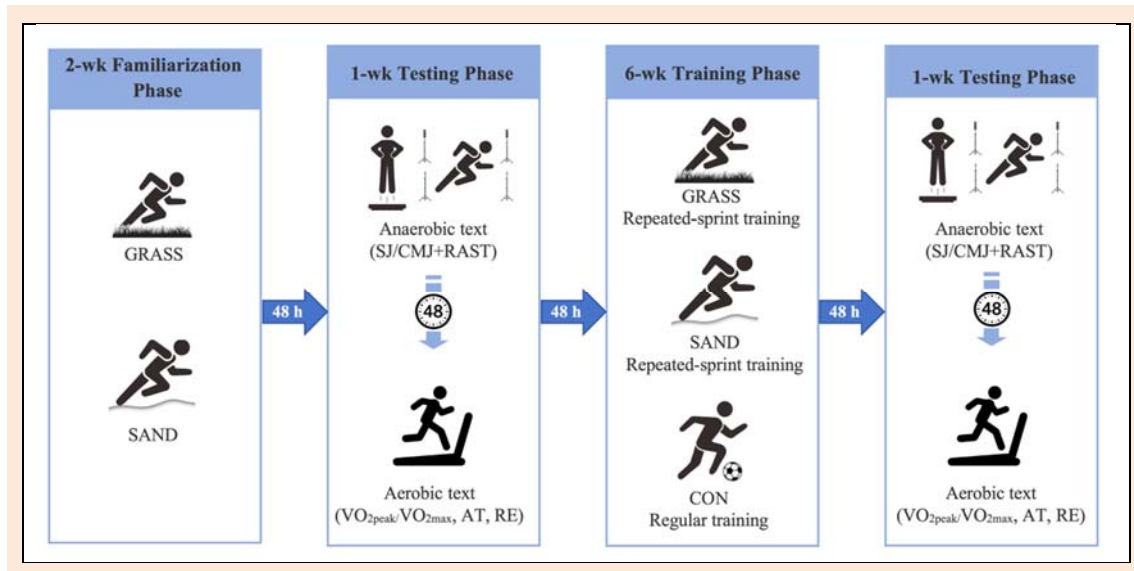 2-wk Familiarization
Phase
GRASS
SAND
48 h
1-wk Testing Phase
Anaerobic text
(SJ/CMJ+RAST)
48
Aerobic text
(VO2peak/VO2max, AT, RE)
48 h
6-wk Training Phase
GRASS
Repeated-sprint training
SAND
Repeated-sprint training
CON
Regular training
48 h
1-wk Testing Phase
Anaerobic text
(SJ/CMJ+RAST)
48
Aerobic text
(VO2peak/VO2max, AT, RE)